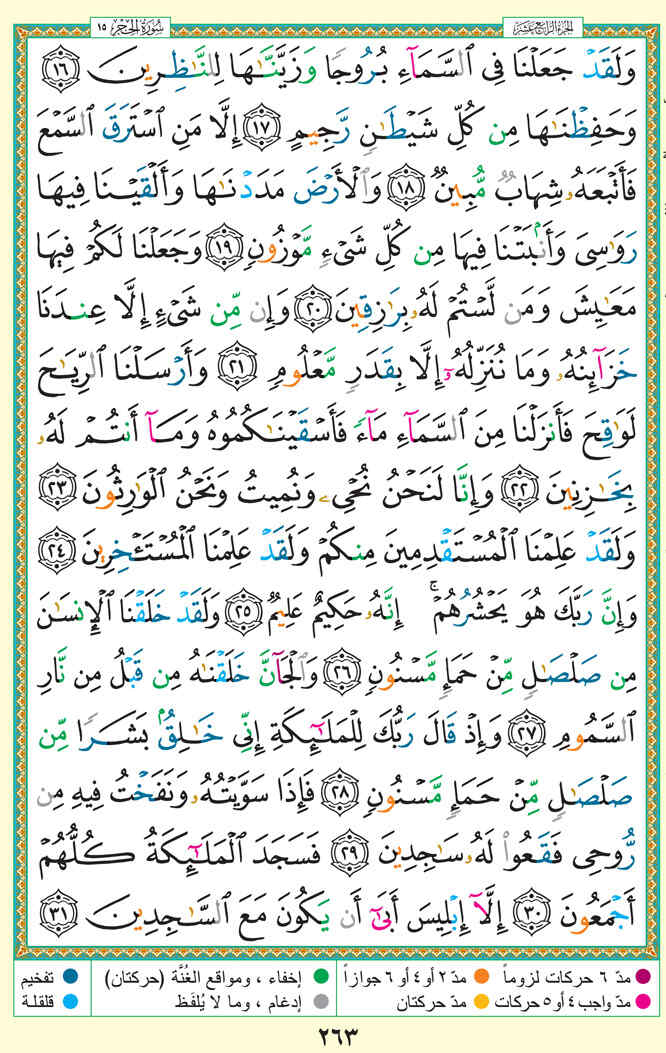 الجزء الرابع عشر سورة الحجر ١٥
وَلَقَدْ جَعَلْنَا فِى ٱلسَّمَآءِ بُرُوجًا وَزَيَّنَّـٰهَا لِلنَّـٰظِرِينَ ١٦
وَحَفِظْنَـٰهَا مِن كُلِّ شَيْطَـٰنٍ رَّجِيمٍ ١٧ إِلَّا مَنِ ٱسْتَرَقَ ٱلسَّمْعَ
فَأَتْبَعَهُۥ شِهَابٌ مُّبِينٌ ١٨ وَٱلْأَرْضَ مَدَدْنَـٰهَا وَأَلْقَيْنَا فِيهَا
رَوَٰسِىَ وَأَنۢبَتْنَا فِيهَا مِن كُلِّ شَىْءٍ مَّوْزُونٍ ١٩ وَجَعَلْنَا لَكُمْ فِيهَا
مَعَـٰيِشَ وَمَن لَّسْتُمْ لَهُۥ بِرَٰزِقِينَ ٢٠ وَإِن مِّن شَىْءٍ إِلَّا عِندَنَا
خَزَآئِنُهُۥ وَمَا نُنَزِّلُهُۥٓ إِلَّا بِقَدَرٍ مَّعْلُومٍ ٢١ وَأَرْسَلْنَا ٱلرِّيَـٰحَ
لَوَٰقِحَ فَأَنزَلْنَا مِنَ ٱلسَّمَآءِ مَآءً فَأَسْقَيْنَـٰكُمُوهُ وَمَآ أَنتُمْ لَهُۥ
بِخَـٰزِنِينَ ٢٢ وَإِنَّا لَنَحْنُ نُحْىِۦ وَنُمِيتُ وَنَحْنُ ٱلْوَٰرِثُونَ ٢٣
وَلَقَدْ عَلِمْنَا ٱلْمُسْتَقْدِمِينَ مِنكُمْ وَلَقَدْ عَلِمْنَا ٱلْمُسْتَـْٔخِرِينَ ٢٤
وَإِنَّ رَبَّكَ هُوَ يَحْشُرُهُمْ ۚ إِنَّهُۥ حَكِيمٌ عَلِيمٌ ٢٥ وَلَقَدْ خَلَقْنَا ٱلْإِنسَـٰنَ
مِن صَلْصَـٰلٍ مِّنْ حَمَإٍ مَّسْنُونٍ ٢٦ وَٱلْجَآنَّ خَلَقْنَـٰهُ مِن قَبْلُ مِن نَّارِ
ٱلسَّمُومِ ٢٧ وَإِذْ قَالَ رَبُّكَ لِلْمَلَـٰٓئِكَةِ إِنِّى خَـٰلِقٌۢ بَشَرًا مِّن
صَلْصَـٰلٍ مِّنْ حَمَإٍ مَّسْنُونٍ ٢٨ فَإِذَا سَوَّيْتُهُۥ وَنَفَخْتُ فِيهِ مِن
رُّوحِى فَقَعُوا۟ لَهُۥ سَـٰجِدِينَ ٢٩ فَسَجَدَ ٱلْمَلَـٰٓئِكَةُ كُلُّهُمْ
أَجْمَعُونَ ٣٠ إِلَّآ إِبْلِيسَ أَبَىٰٓ أَن يَكُونَ مَعَ ٱلسَّـٰجِدِينَ ٣١
مدّ ٦ حركات لزوماً مدّ ٢ أو ٤ أو ٦ جوازاً إخفاء ، ومواقع الغُنَّة (حركتان) تفخيم
مدّ واجب ٤ أو ٥ حركات مدّ حركتان إدغام ، وما لا يُلفَظ قلقلة
٢٦٣